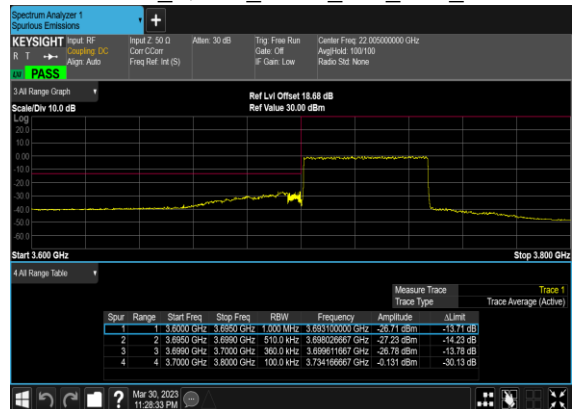 Spectrum Analyzer 1
Spurious Emissions
+
KEYSIGHT Input: RF Input Z: 50 Ω Atten: 30 dB Trig: Free Run Center Freq: 22.005000000 GHz
R T Coupling: DC Corr CCorr Gate: Off Avg|Hold: 100/100
Align: Auto Freq Ref: Int (S) IF Gain: Low Radio Std: None
PASS
3 All Range Graph
Ref Lvl Offset 18.68 dB
Scale/Div 10.0 dB Ref Value 30.00 dBm
Log
20.0
10.0
0.00
-10.0
-20.0
-30.0
-40.0
-50.0
-60.0
Start 3.600 GHz Stop 3.800 GHz
4 All Range Table
Measure Trace Trace 1
Trace Type Trace Average (Active)
Spur Range Start Freq Stop Freq RBW Frequency Amplitude ΔLimit
1 1 3.6000 GHz 3.6950 GHz 1.000 MHz 3.693100000 GHz -26.71 dBm -13.71 dB
2 2 3.6950 GHz 3.6990 GHz 510.0 kHz 3.698026667 GHz -27.23 dBm -14.23 dB
3 3 3.6990 GHz 3.7000 GHz 360.0 kHz 3.699611667 GHz -26.78 dBm -13.78 dB
4 4 3.7000 GHz 3.8000 GHz 100.0 kHz 3.734166667 GHz -0.131 dBm -30.13 dB
? Mar 30, 2023
11:28:33 PM